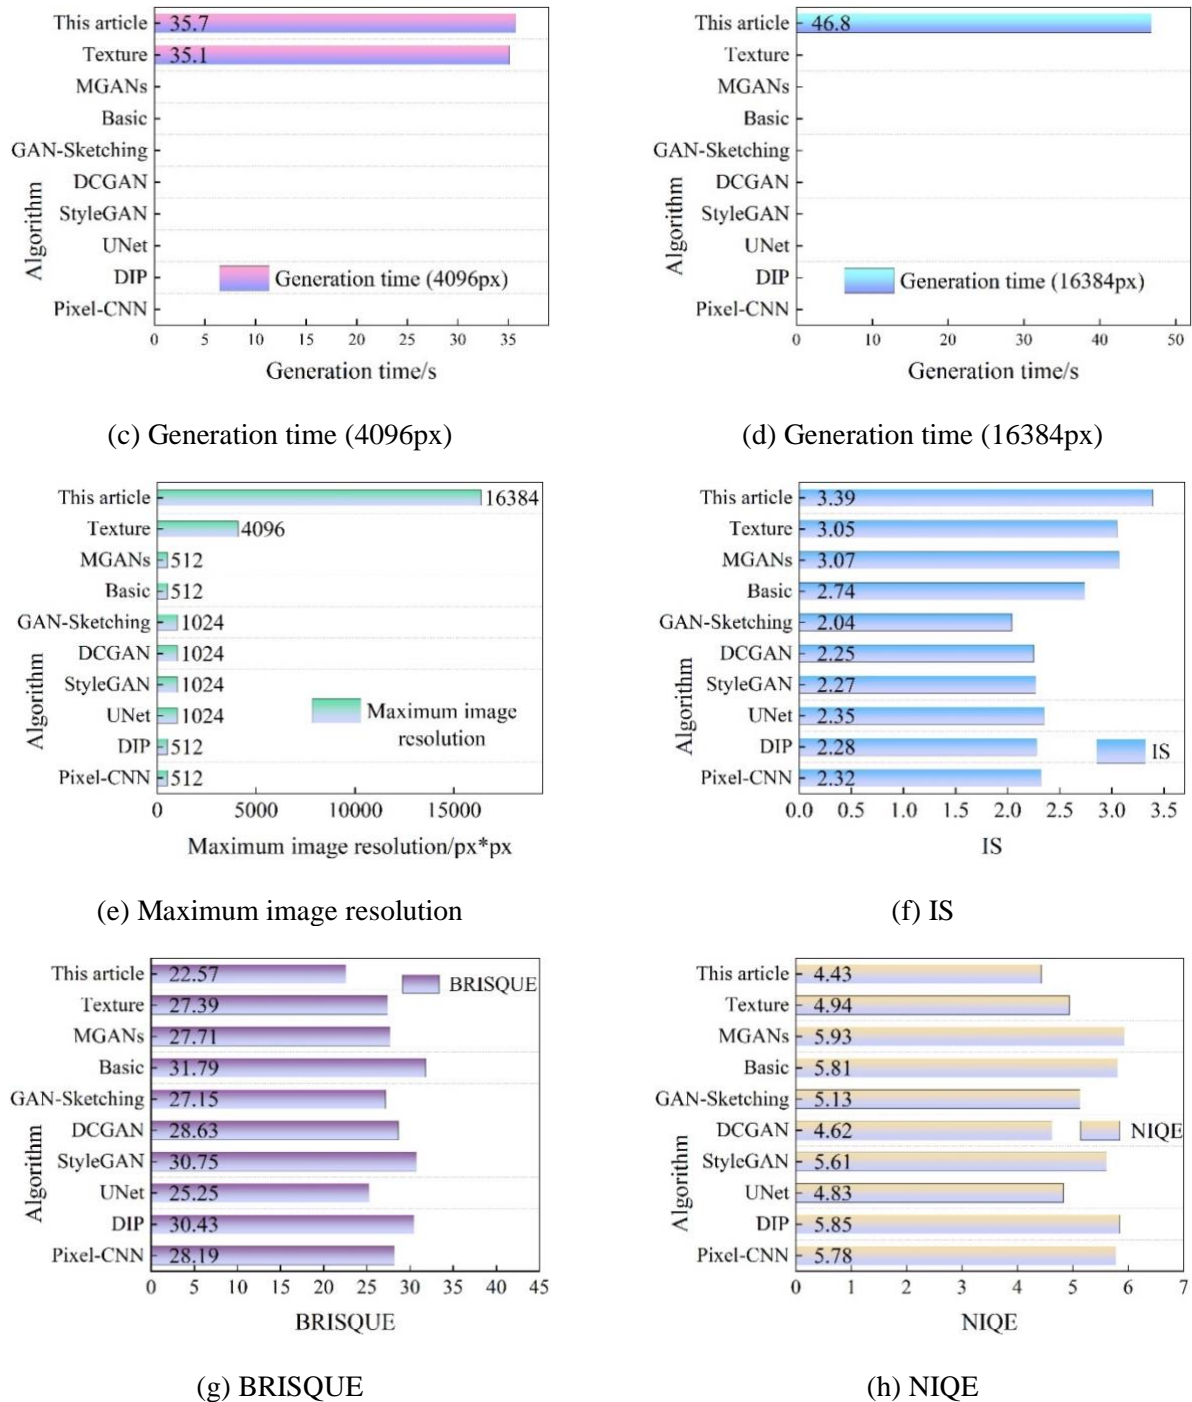 This article
35.7
Texture
35.1
MGANs
Basic
GAN-Sketching
DCGAN
StyleGAN
UNet
DIP
Pixel-CNN
Algorithm
Generation time (4096px)
0 5 10 15 20 25 30 35
Generation time/s
(c) Generation time (4096px)
This article
46.8
Texture
MGANs
Basic
GAN-Sketching
DCGAN
StyleGAN
UNet
DIP
Pixel-CNN
Algorithm
Generation time (16384px)
0 10 20 30 40 50
Generation time/s
(d) Generation time (16384px)
This article 16384
Texture 4096
MGANs 512
Basic 512
GAN-Sketching 1024
DCGAN 1024
StyleGAN 1024
UNet 1024
DIP 512
Pixel-CNN 512
Algorithm
Maximum image
resolution
0 5000 10000 15000
Maximum image resolution/px*px
(e) Maximum image resolution
This article 3.39
Texture 3.05
MGANs 3.07
Basic 2.74
GAN-Sketching 2.04
DCGAN 2.25
StyleGAN 2.27
UNet 2.35
DIP 2.28
Pixel-CNN 2.32
Algorithm
IS
0.0 0.5 1.0 1.5 2.0 2.5 3.0 3.5
IS
(f) IS
This article 22.57
Texture 27.39
MGANs 27.71
Basic 31.79
GAN-Sketching 27.15
DCGAN 28.63
StyleGAN 30.75
UNet 25.25
DIP 30.43
Pixel-CNN 28.19
Algorithm
BRISQUE
0 5 10 15 20 25 30 35 40 45
BRISQUE
(g) BRISQUE
This article 4.43
Texture 4.94
MGANs 5.93
Basic 5.81
GAN-Sketching 5.13
DCGAN 4.62
StyleGAN 5.61
UNet 4.83
DIP 5.85
Pixel-CNN 5.78
Algorithm
NIQE
0 1 2 3 4 5 6 7
NIQE
(h) NIQE